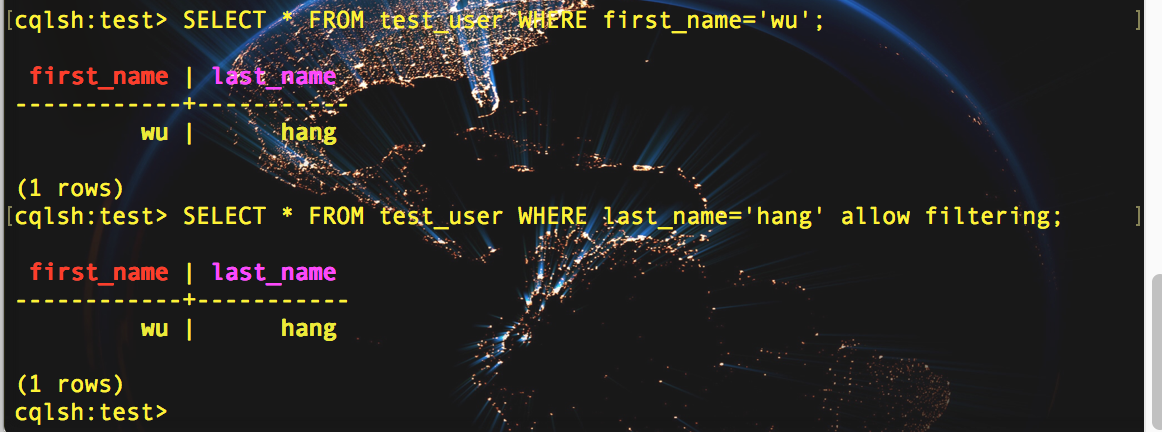 [cqlsh:test> SELECT * FROM test_user WHERE first_name='wu'; ]
 first_name | last_name
------------+-----------
         wu |      hang
(1 rows)
[cqlsh:test> SELECT * FROM test_user WHERE last_name='hang' allow filtering; ]
 first_name | last_name
------------+-----------
         wu |      hang
(1 rows)
cqlsh:test>